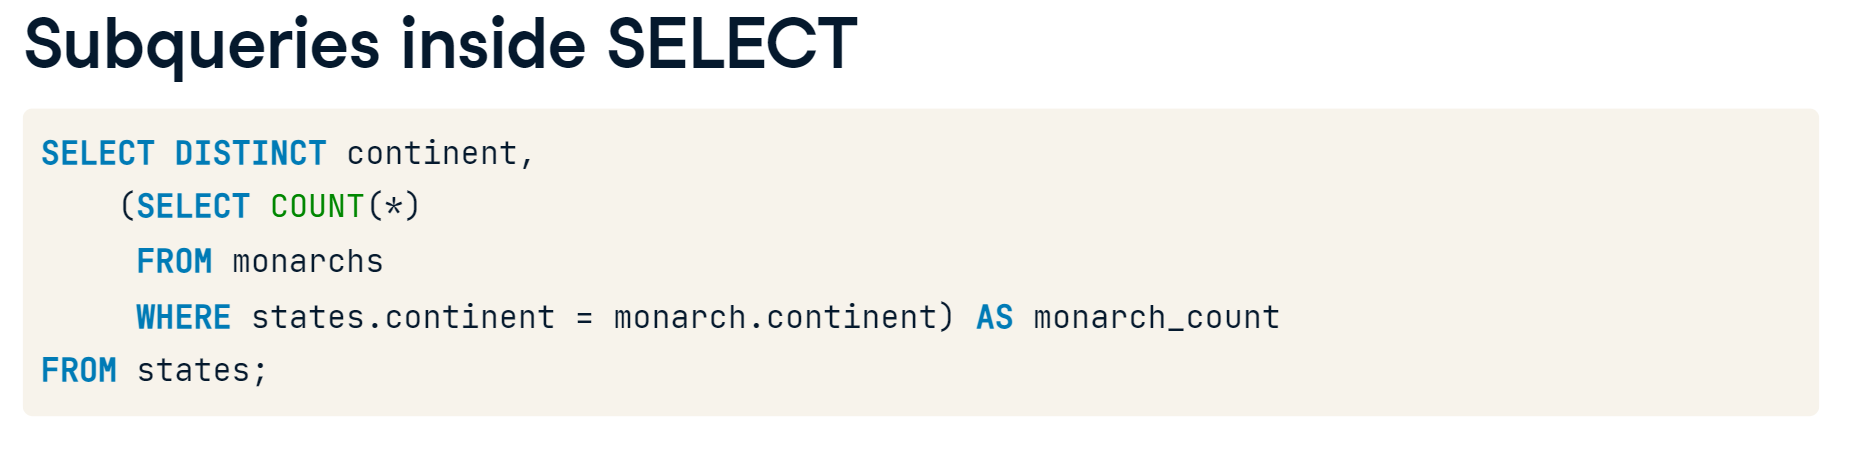 Subqueries inside SELECT
SELECT DISTINCT continent,
(SELECT COUNT(*)
FROM monarchs
WHERE states.continent = monarch.continent) AS monarch_count
FROM states;